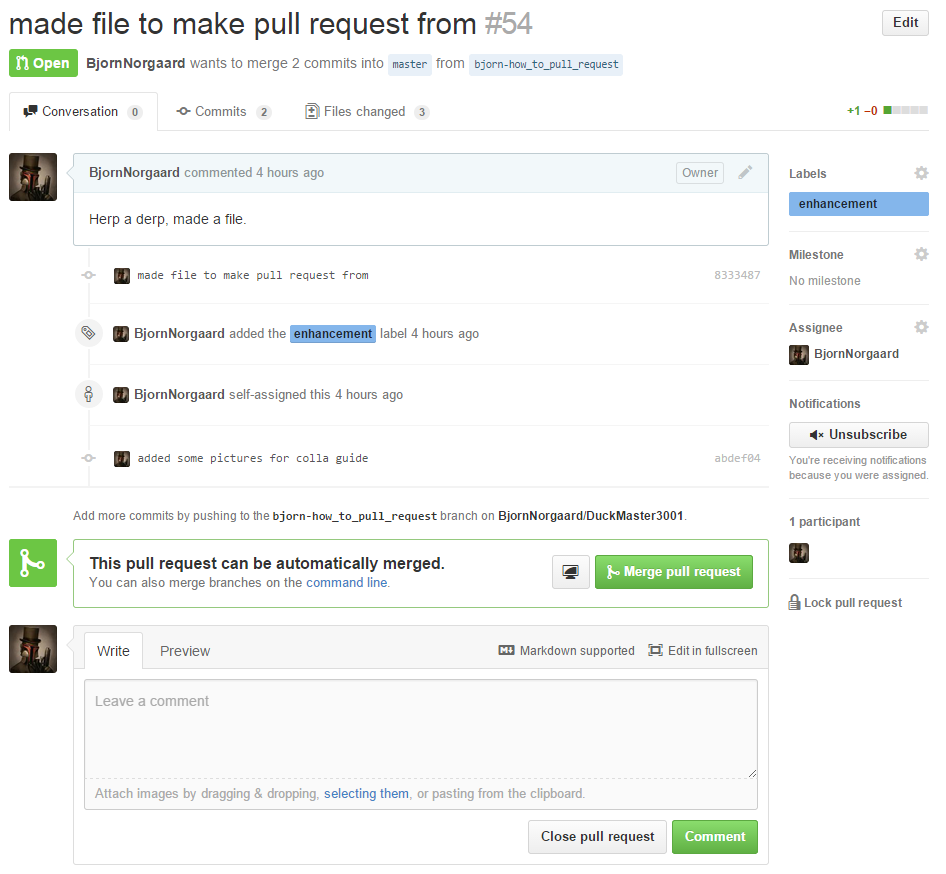 made file to make pull request from #54
Edit
Open BjornNorgaard wants to merge 2 commits into master from bjorn-how_to_pull_request
Conversation 0 Commits 2 Files changed 3 +1 −0
BjornNorgaard commented 4 hours ago Owner
Herp a derp, made a file.
made file to make pull request from 8333487
BjornNorgaard added the enhancement label 4 hours ago
BjornNorgaard self-assigned this 4 hours ago
added some pictures for colla guide abdef04
Add more commits by pushing to the bjorn-how_to_pull_request branch on BjornNorgaard/DuckMaster3001.
This pull request can be automatically merged.
You can also merge branches on the command line.
Merge pull request
Write Preview Markdown supported Edit in fullscreen
Leave a comment
Attach images by dragging & dropping, selecting them, or pasting from the clipboard.
Close pull request Comment
Labels
enhancement
Milestone
No milestone
Assignee
BjornNorgaard
Notifications
Unsubscribe
You're receiving notifications
because you were assigned.
1 participant
Lock pull request